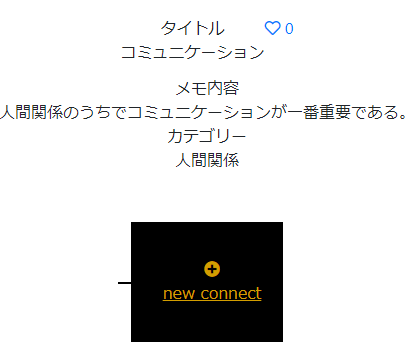 タイトル ♡ 0
コミュニケーション
メモ内容
人間関係のうちでコミュニケーションが一番重要である。
カテゴリー
人間関係
new connect